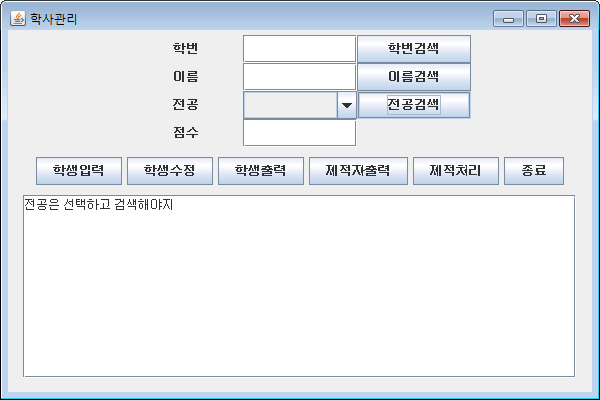 학사관리
학번 학번검색
이름 이름검색
전공 전공검색
점수
학생입력 학생수정 학생출력 제적자출력 제적처리 종료
전공은 선택하고 검색해야지